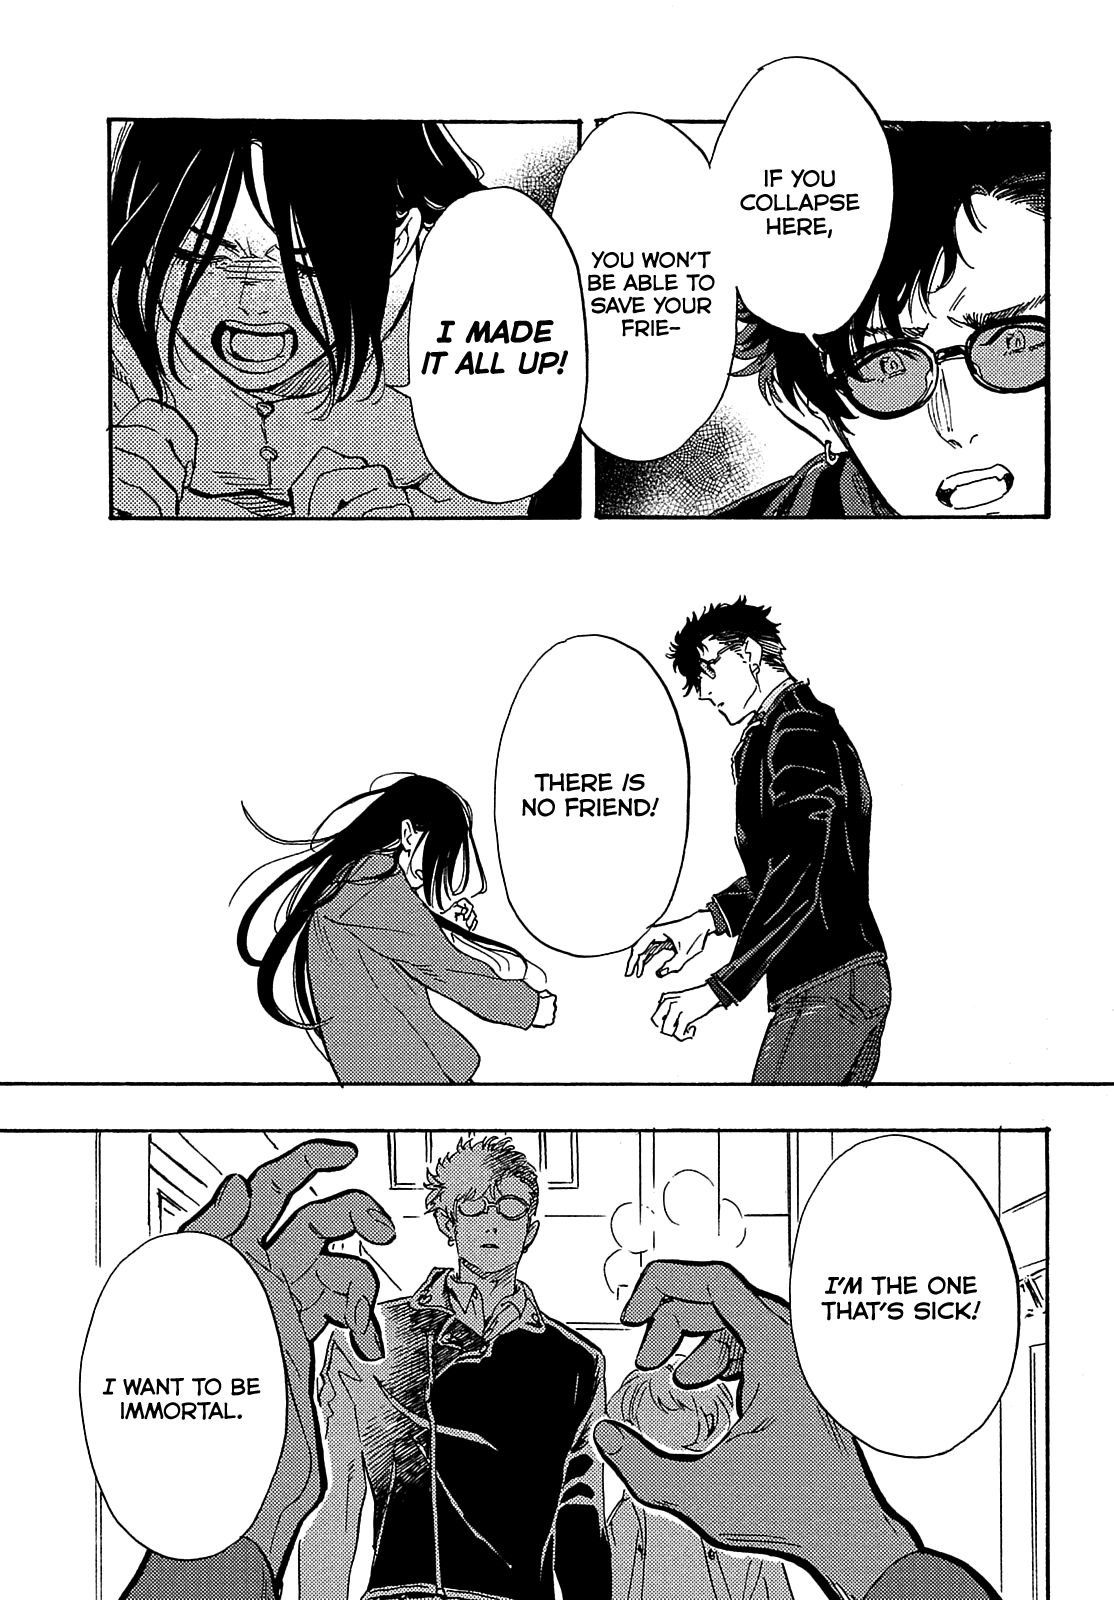 IF YOU
COLLAPSE
HERE,
YOU WON'T
BE ABLE TO
SAVE YOUR
FRIE-
I MADE
IT ALL UP!
THERE IS
NO FRIEND!
I'M THE ONE
THAT'S SICK!
I WANT TO BE
IMMORTAL.